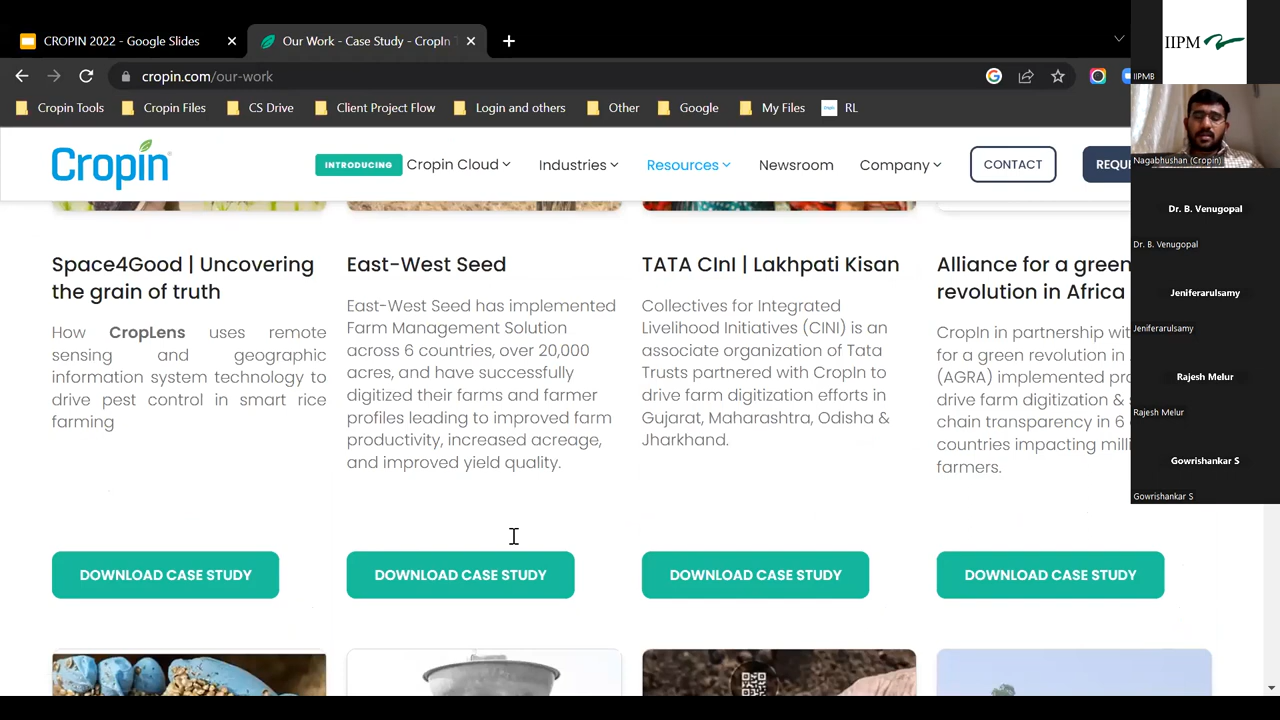 CROPIN 2022 - Google Slides
Our Work - Case Study - CropIn T
cropin.com/our-work
Cropin Tools
Cropin Files
CS Drive
Client Project Flow
Login and others
Other
Google
My Files
RL
Cropin
INTRODUCING
Cropin Cloud
Industries
Resources
Newsroom
Company
CONTACT
REQU
Space4Good | Uncovering
the grain of truth
How CropLens uses remote
sensing and geographic
information system technology to
drive pest control in smart rice
farming
DOWNLOAD CASE STUDY
East-West Seed
East-West Seed has implemented
Farm Management Solution
across 6 countries, over 20,000
acres, and have successfully
digitized their farms and farmer
profiles leading to improved farm
productivity, increased acreage,
and improved yield quality.
DOWNLOAD CASE STUDY
TATA CInI | Lakhpati Kisan
Collectives for Integrated
Livelihood Initiatives (CINI) is an
associate organization of Tata
Trusts partnered with CropIn to
drive farm digitization efforts in
Gujarat, Maharashtra, Odisha &
Jharkhand.
DOWNLOAD CASE STUDY
Alliance for a green
revolution in Africa
CropIn in partnership wit
for a green revolution in
(AGRA) implemented pr
drive farm digitization &
chain transparency in 6
countries impacting mill
farmers.
DOWNLOAD CASE STUDY
IIPM
IIPMB
Nagabhushan (Cropin)
Dr. B. Venugopal
Dr. B. Venugopal
Jeniferarulsamy
Jeniferarulsamy
Rajesh Melur
Rajesh Melur
Gowrishankar S
Gowrishankar S